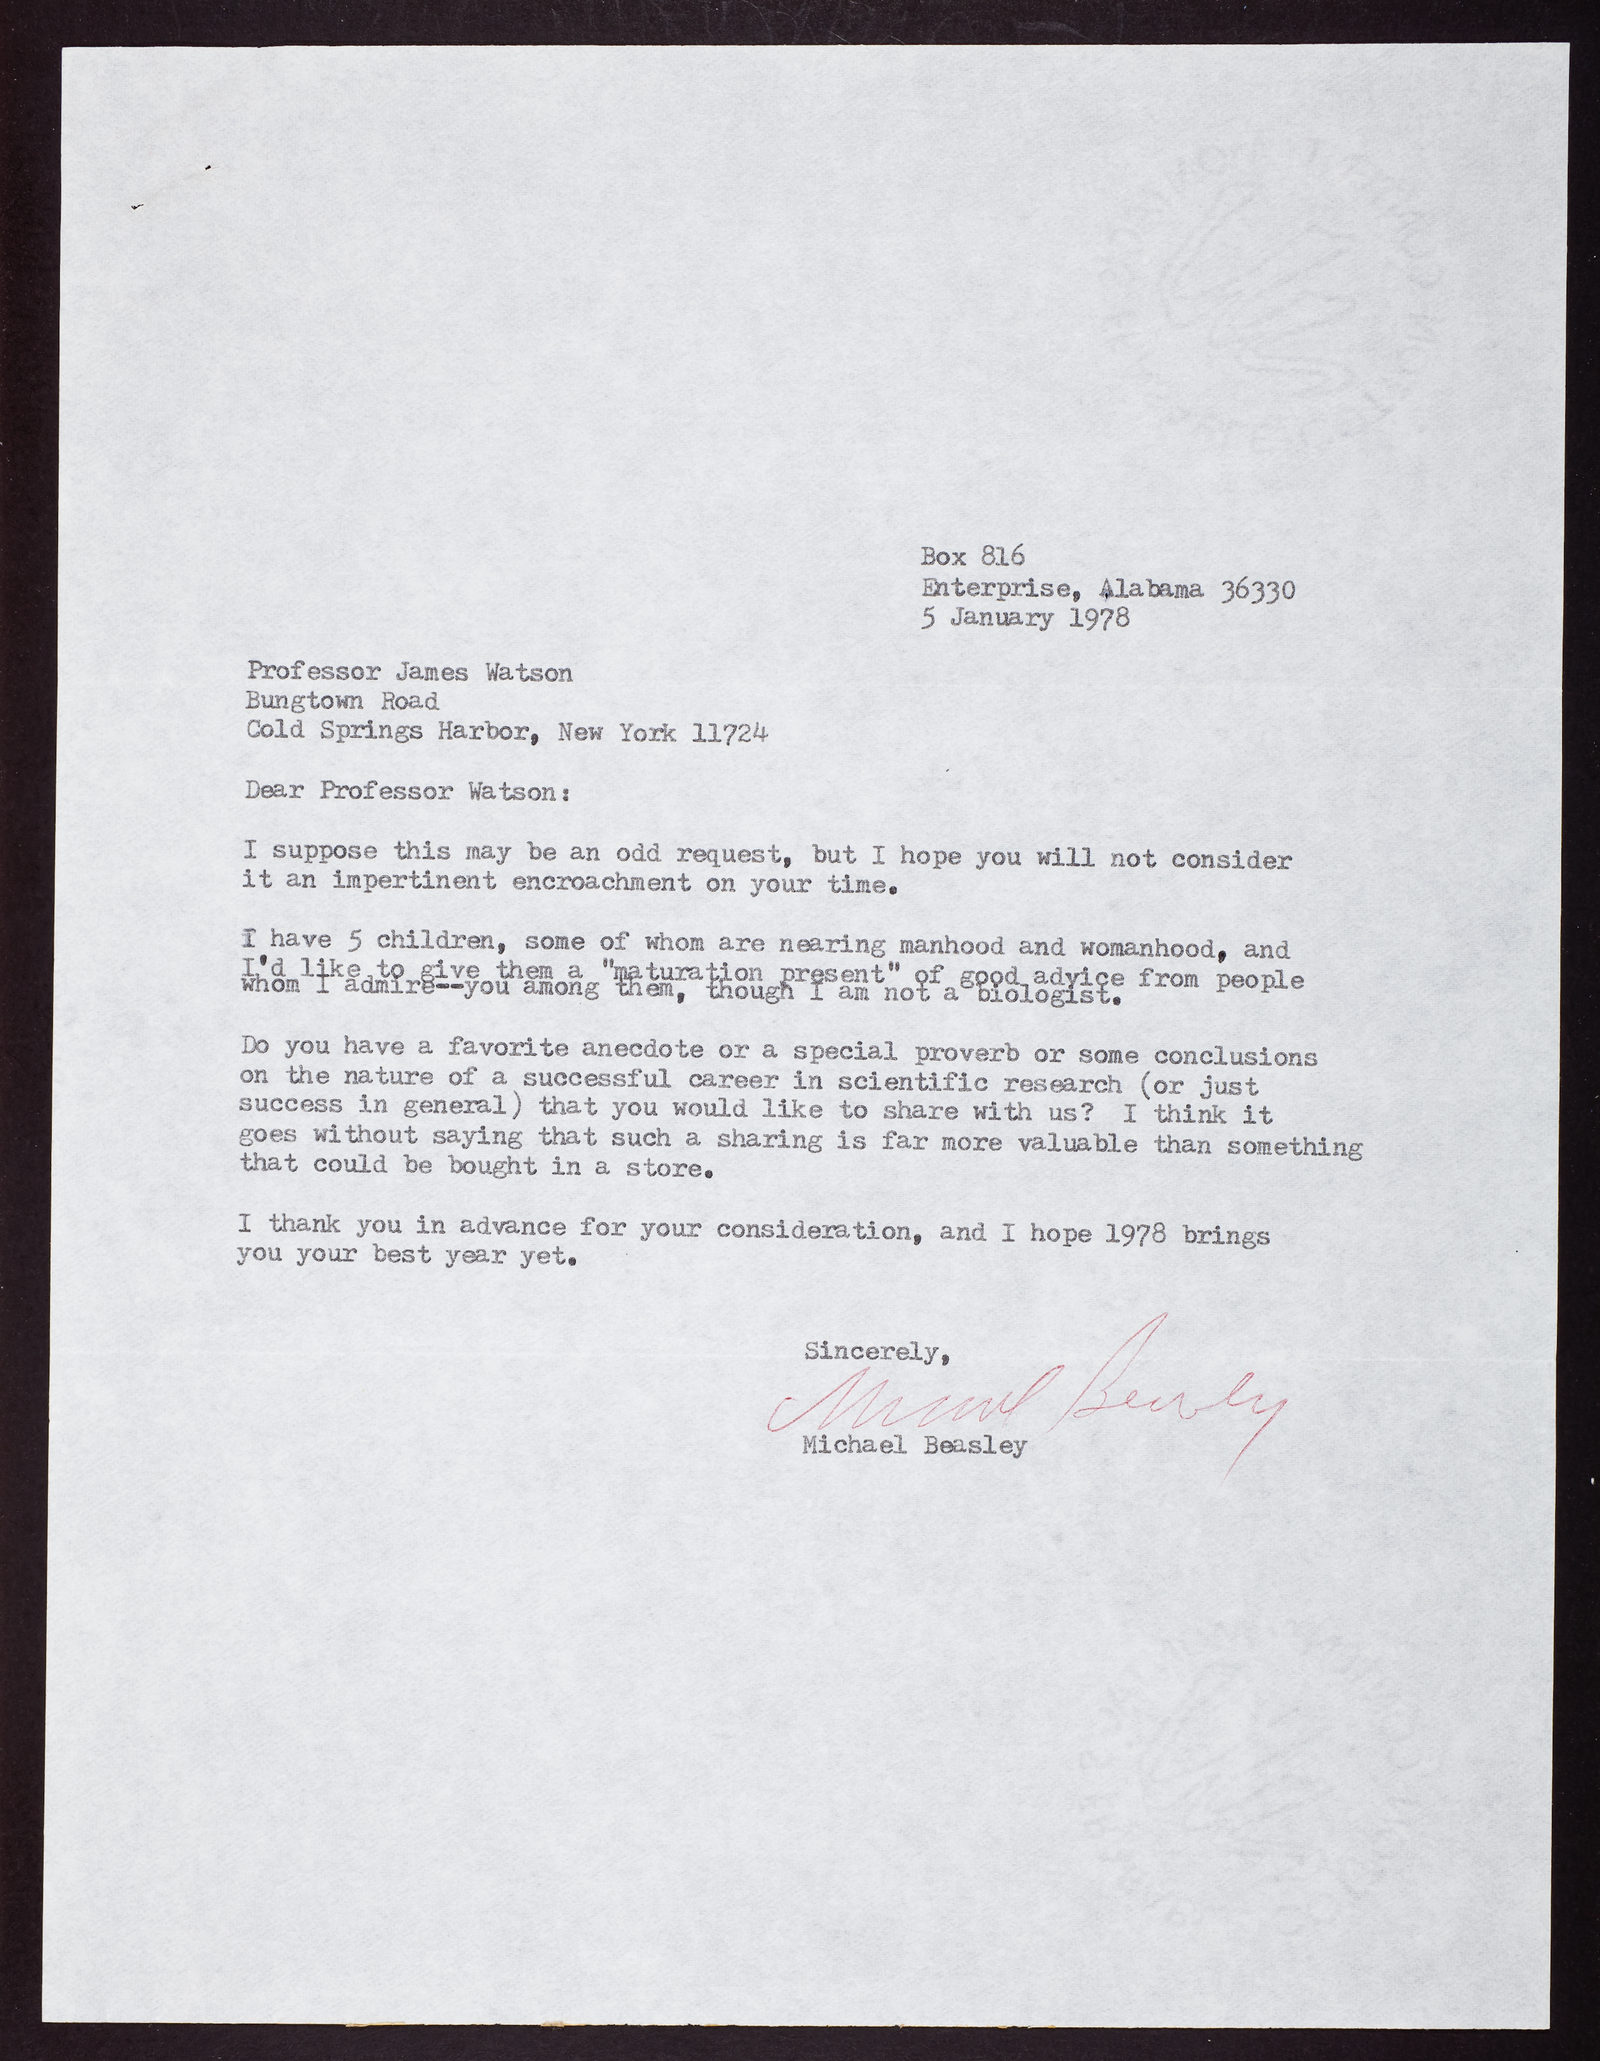 Box 816
Enterprise, Alabama 36330
5 January 1978
Professor James Watson
Bungtown Road
Cold Springs Harbor, New York 11724
Dear Professor Watson:
I suppose this may be an odd request, but I hope you will not consider
it an impertinent encroachment on your time.
I have 5 children, some of whom are nearing manhood and womanhood, and
I'd like to give them a "maturation present" of good advice from people
whom I admire--you among them, though I am not a biologist.
Do you have a favorite anecdote or a special proverb or some conclusions
on the nature of a successful career in scientific research (or just
success in general) that you would like to share with us?  I think it
goes without saying that such a sharing is far more valuable than something
that could be bought in a store.
I thank you in advance for your consideration, and I hope 1978 brings
you your best year yet.
Sincerely,
Michael Beasley
Michael Beasley